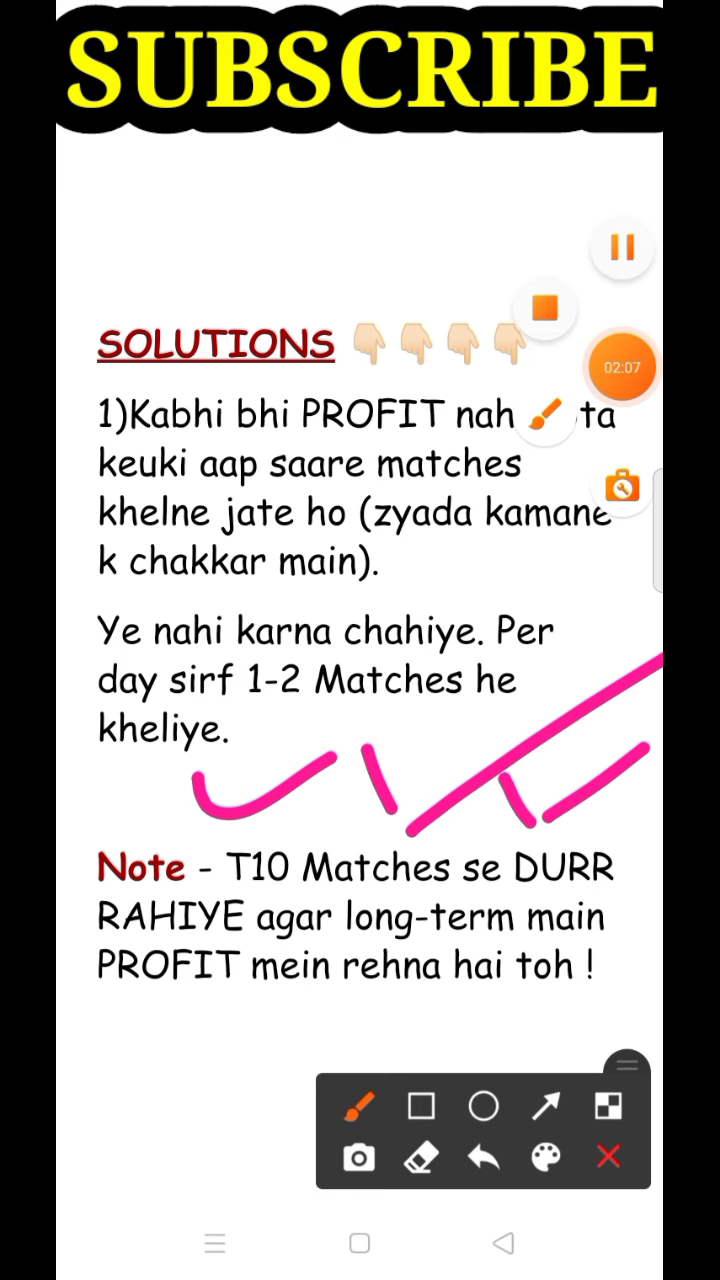 SUBSCRIBE
SOLUTIONS
02:07
1)Kabhi bhi PROFIT
keuki aap saare matches
khelne jate ho (zyada kamane
k chakkar main).
Ye nahi karna chahiye. Per
day sirf 1-2 Matches he
kheliye.
Note - T10 Matches se DURR
RAHIYE agar long-term main
PROFIT mein rehna hai toh !